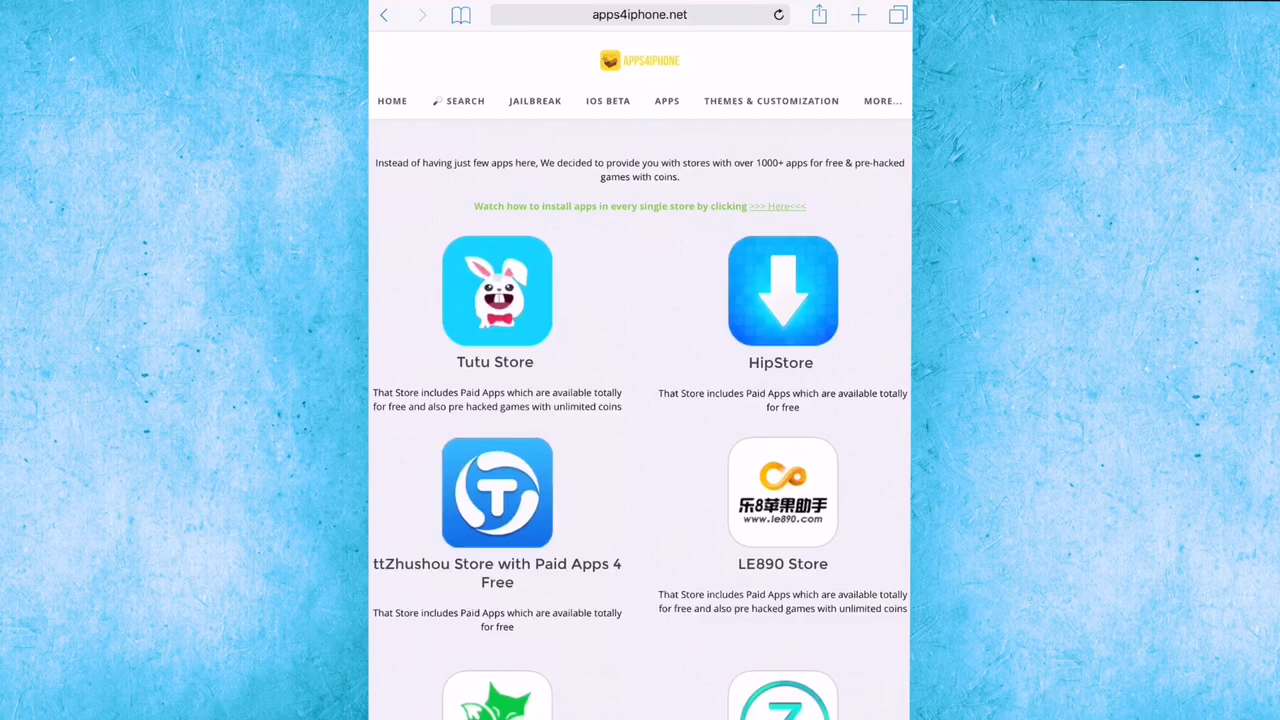 apps4iphone.net
APPS4IPHONE
HOME
SEARCH
JAILBREAK
IOS BETA
APPS
THEMES & CUSTOMIZATION
MORE...
Instead of having just few apps here, We decided to provide you with stores with over 1000+ apps for free & pre-hacked
games with coins.
Watch how to install apps in every single store by clicking >>> Here<<<
Tutu Store
That Store includes Paid Apps which are available totally
for free and also pre hacked games with unlimited coins
HipStore
That Store includes Paid Apps which are available totally
for free
T
ttZhushou Store with Paid Apps 4
Free
That Store includes Paid Apps which are available totally
for free
乐8苹果助手
www.le890.com
LE890 Store
That Store includes Paid Apps which are available totally
for free and also pre hacked games with unlimited coins